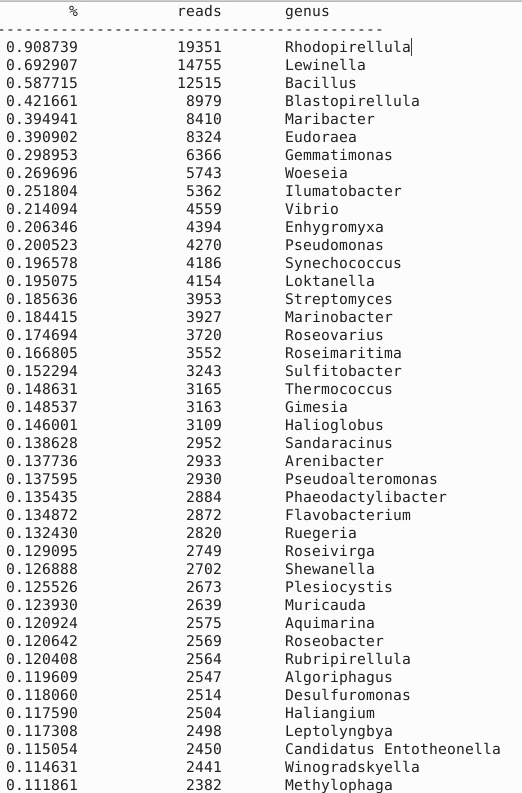 % reads genus
-------------------------------------------
0.908739 19351 Rhodopirellula
0.692907 14755 Lewinella
0.587715 12515 Bacillus
0.421661 8979 Blastopirellula
0.394941 8410 Maribacter
0.390902 8324 Eudoraea
0.298953 6366 Gemmatimonas
0.269696 5743 Woeseia
0.251804 5362 Ilumatobacter
0.214094 4559 Vibrio
0.206346 4394 Enhygromyxa
0.200523 4270 Pseudomonas
0.196578 4186 Synechococcus
0.195075 4154 Loktanella
0.185636 3953 Streptomyces
0.184415 3927 Marinobacter
0.174694 3720 Roseovarius
0.166805 3552 Roseimaritima
0.152294 3243 Sulfitobacter
0.148631 3165 Thermococcus
0.148537 3163 Gimesia
0.146001 3109 Halioglobus
0.138628 2952 Sandaracinus
0.137736 2933 Arenibacter
0.137595 2930 Pseudoalteromonas
0.135435 2884 Phaeodactylibacter
0.134872 2872 Flavobacterium
0.132430 2820 Ruegeria
0.129095 2749 Roseivirga
0.126888 2702 Shewanella
0.125526 2673 Plesiocystis
0.123930 2639 Muricauda
0.120924 2575 Aquimarina
0.120642 2569 Roseobacter
0.120408 2564 Rubripirellula
0.119609 2547 Algoriphagus
0.118060 2514 Desulfuromonas
0.117590 2504 Haliangium
0.117308 2498 Leptolyngbya
0.115054 2450 Candidatus Entotheonella
0.114631 2441 Winogradskyella
0.111861 2382 Methylophaga